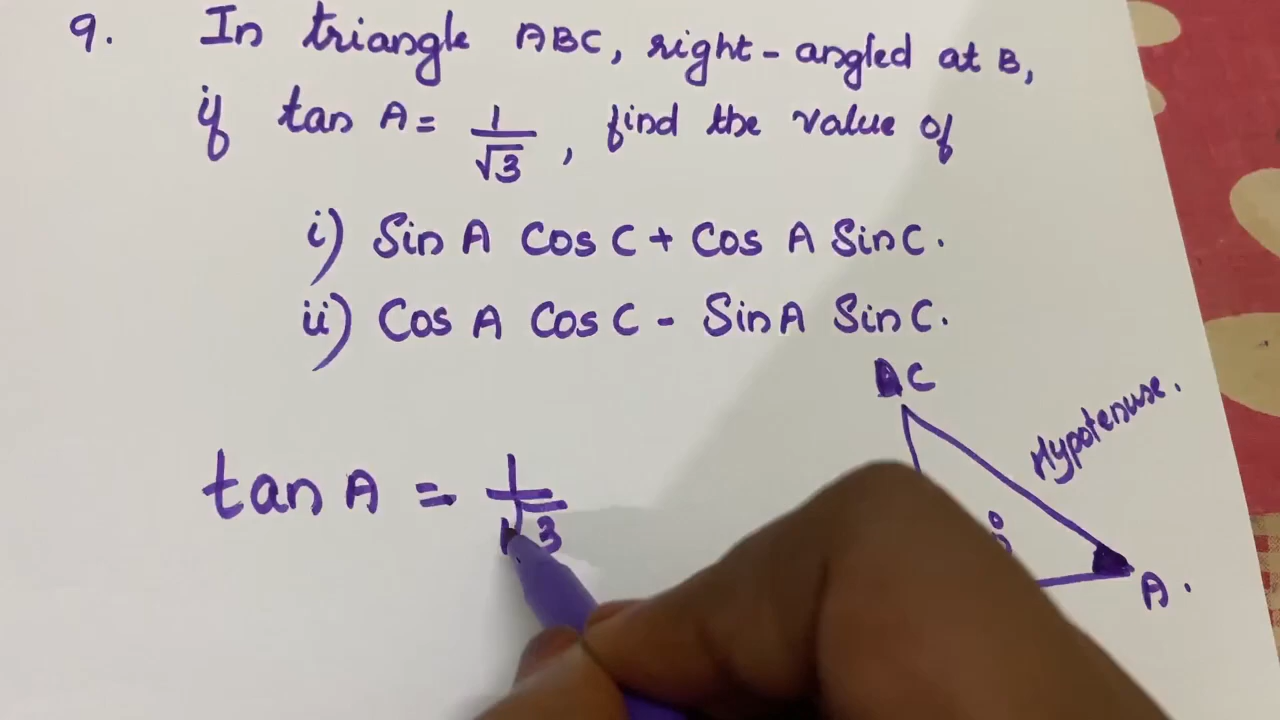 9. In triangle ABC, right-angled at B,
if tan A = 1/√3, find the value of
i) Sin A Cos C + Cos A Sin C.
ii) Cos A Cos C - Sin A Sin C.
C
Hypotenuse.
tan A = 1/√3
A.